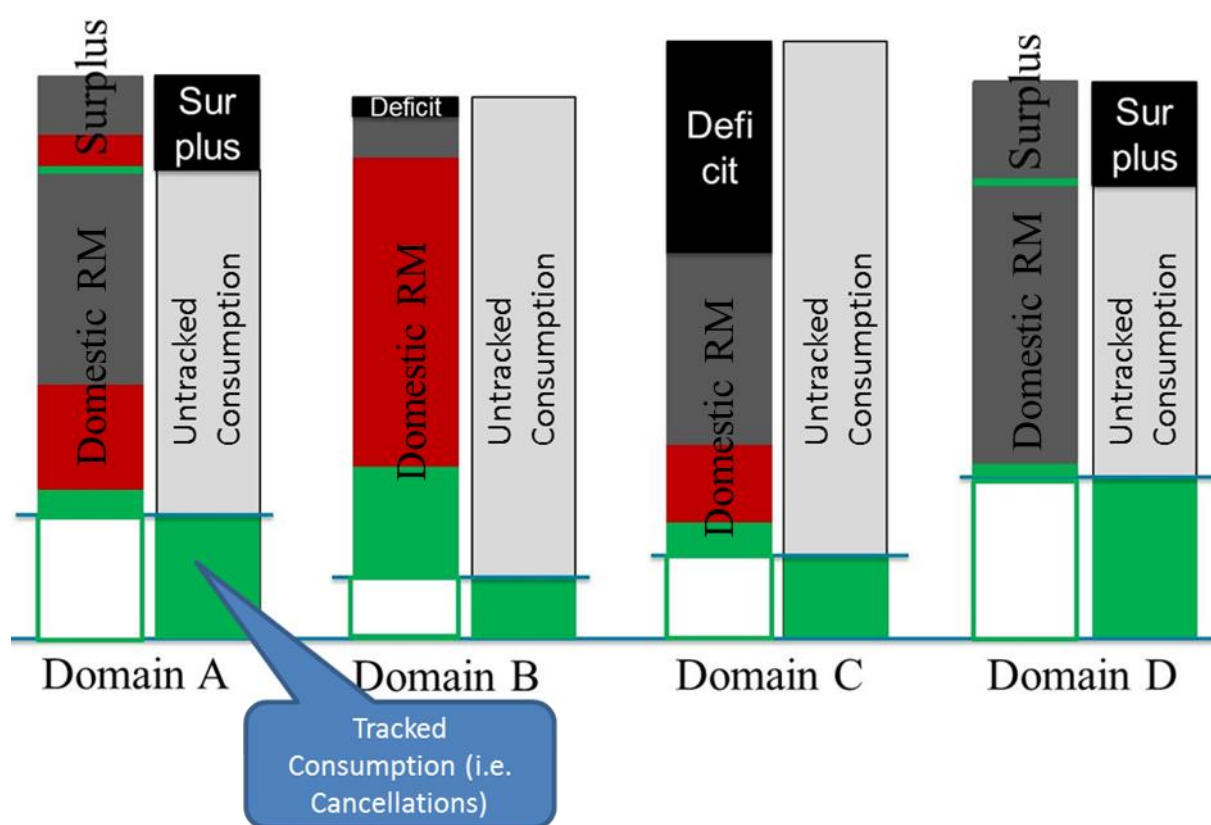 Surplus
Domestic RM
Sur
plus
Untracked
Consumption
Domain A
Deficit
Domestic RM
Untracked
Consumption
Domain B
Defi
cit
Domestic RM
Untracked
Consumption
Domain C
Surplus
Domestic RM
Sur
plus
Untracked
Consumption
Domain D
Tracked
Consumption (i.e.
Cancellations)